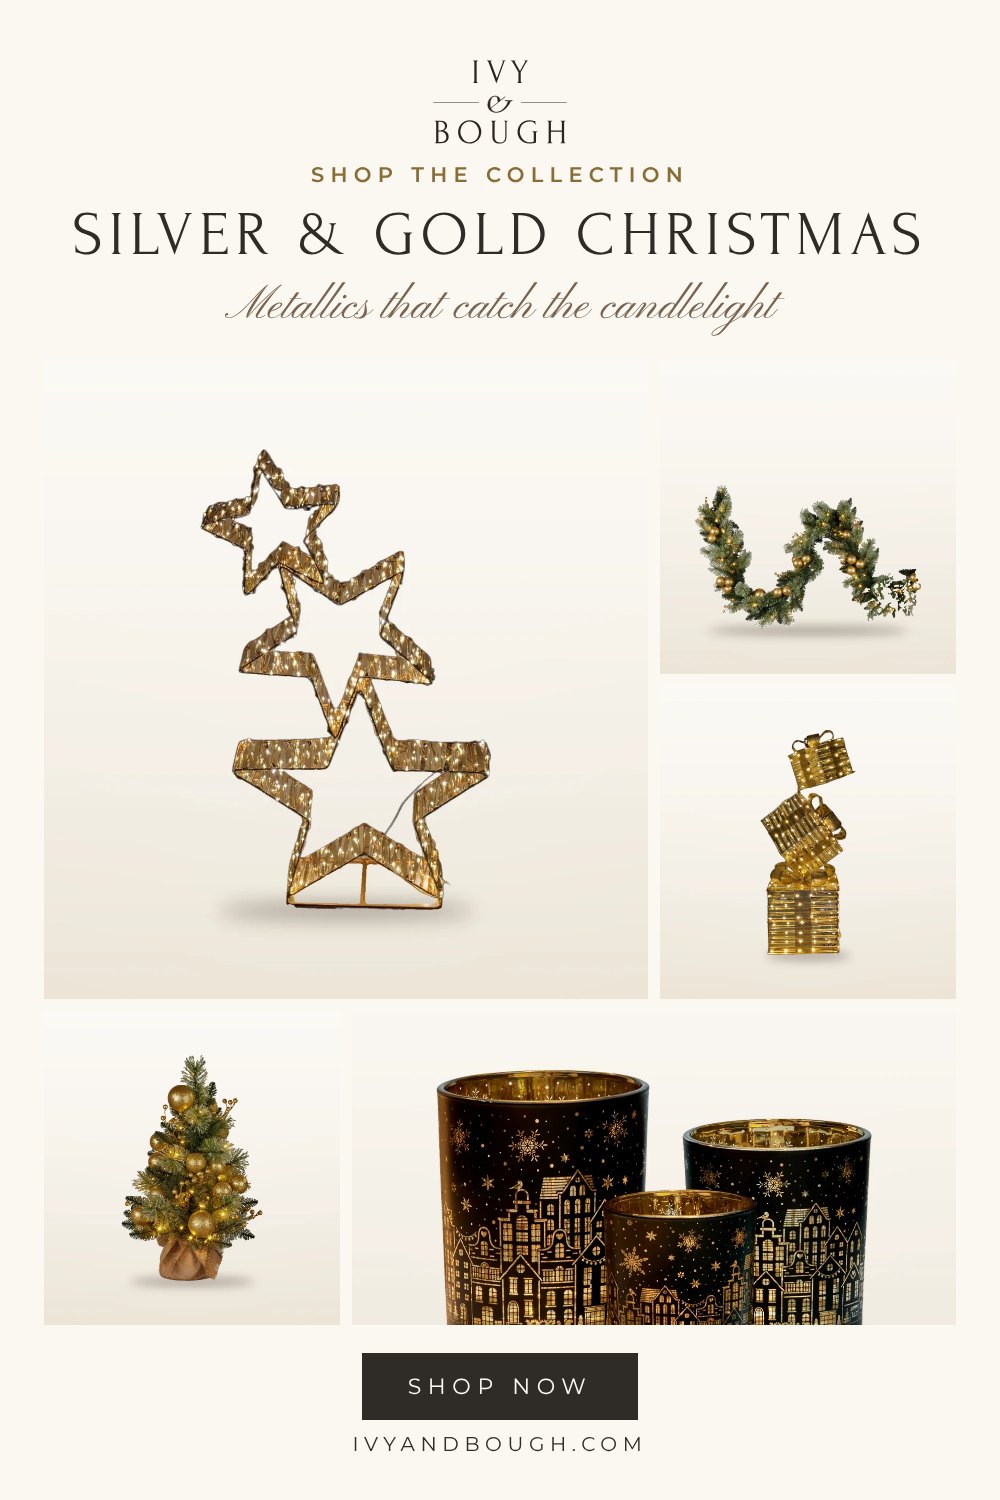 IVY
&
BOUGH
SHOP THE COLLECTION
SILVER & GOLD CHRISTMAS
Metallics that catch the candlelight
SHOP NOW
IVYANDBOUGH.COM